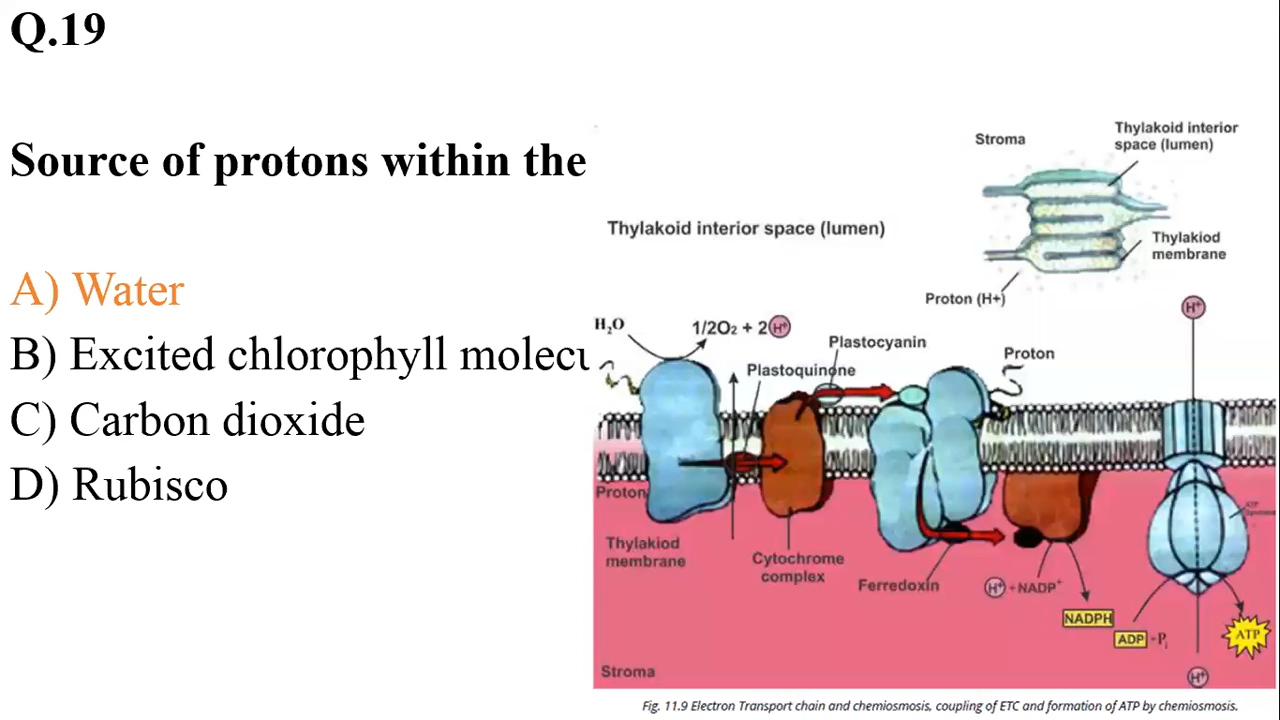 Q.19
Source of protons within the
A) Water
B) Excited chlorophyll
C) Carbon dioxide
D) Rubisco
Stroma
Thylakoid interior
space (lumen)
Thylakoid interior space (lumen)
Thylakiod
membrane
Proton (H+)
H⁺
H₂O
1/2O₂ + 2 H⁺
Plastocyanin
Plastoquinone
Proton
Proton
Thylakiod
membrane
Cytochrome
complex
Ferredoxin
H⁺ +NADP⁺
NADPH
ADP +Pᵢ
ATP
H⁺
Stroma
Fig. 11.9 Electron Transport chain and chemiosmosis, coupling of ETC and formation of ATP by chemiosmosis.